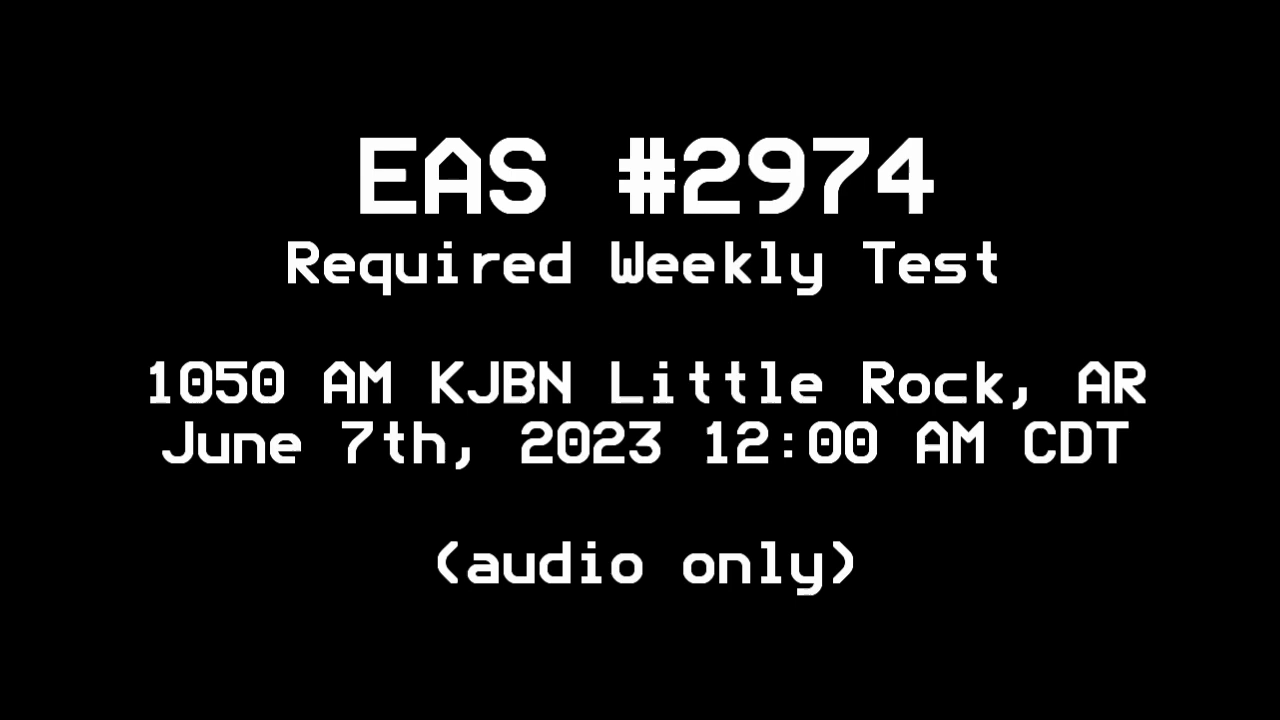 EAS #2974
Required Weekly Test
1050 AM KJBN Little Rock, AR
June 7th, 2023 12:00 AM CDT
(audio only)